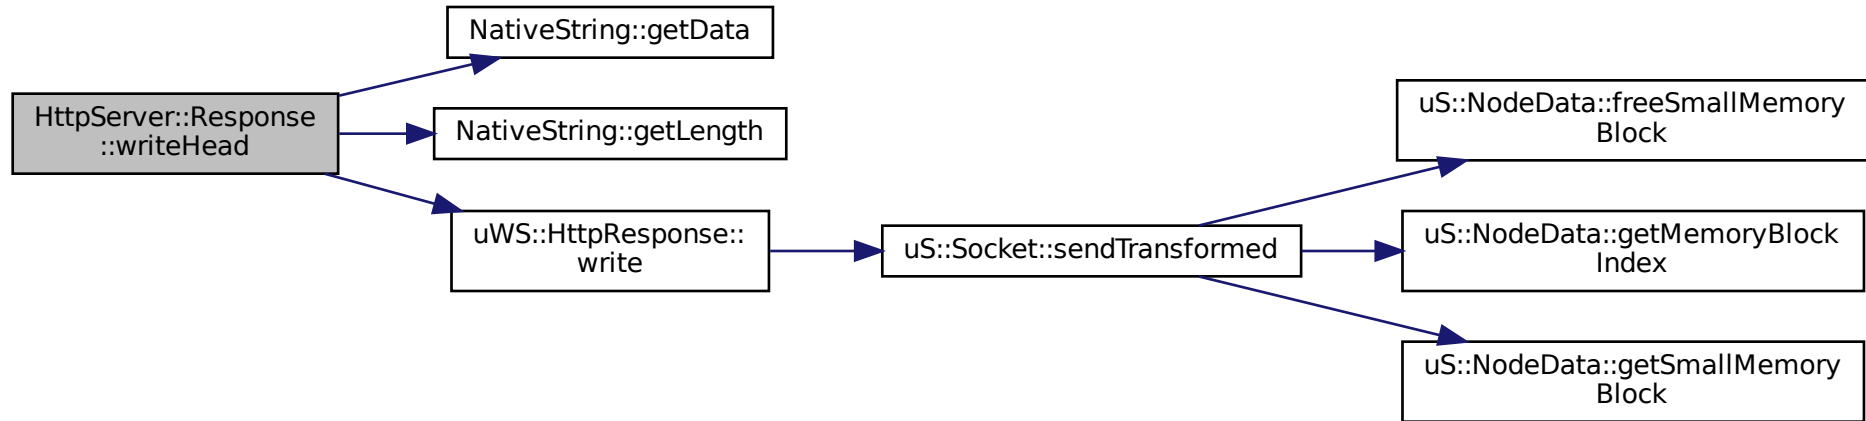 HttpServer::Response
::writeHead
NativeString::getData
NativeString::getLength
uWS::HttpResponse::
write
uS::Socket::sendTransformed
uS::NodeData::freeSmallMemory
Block
uS::NodeData::getMemoryBlock
Index
uS::NodeData::getSmallMemory
Block